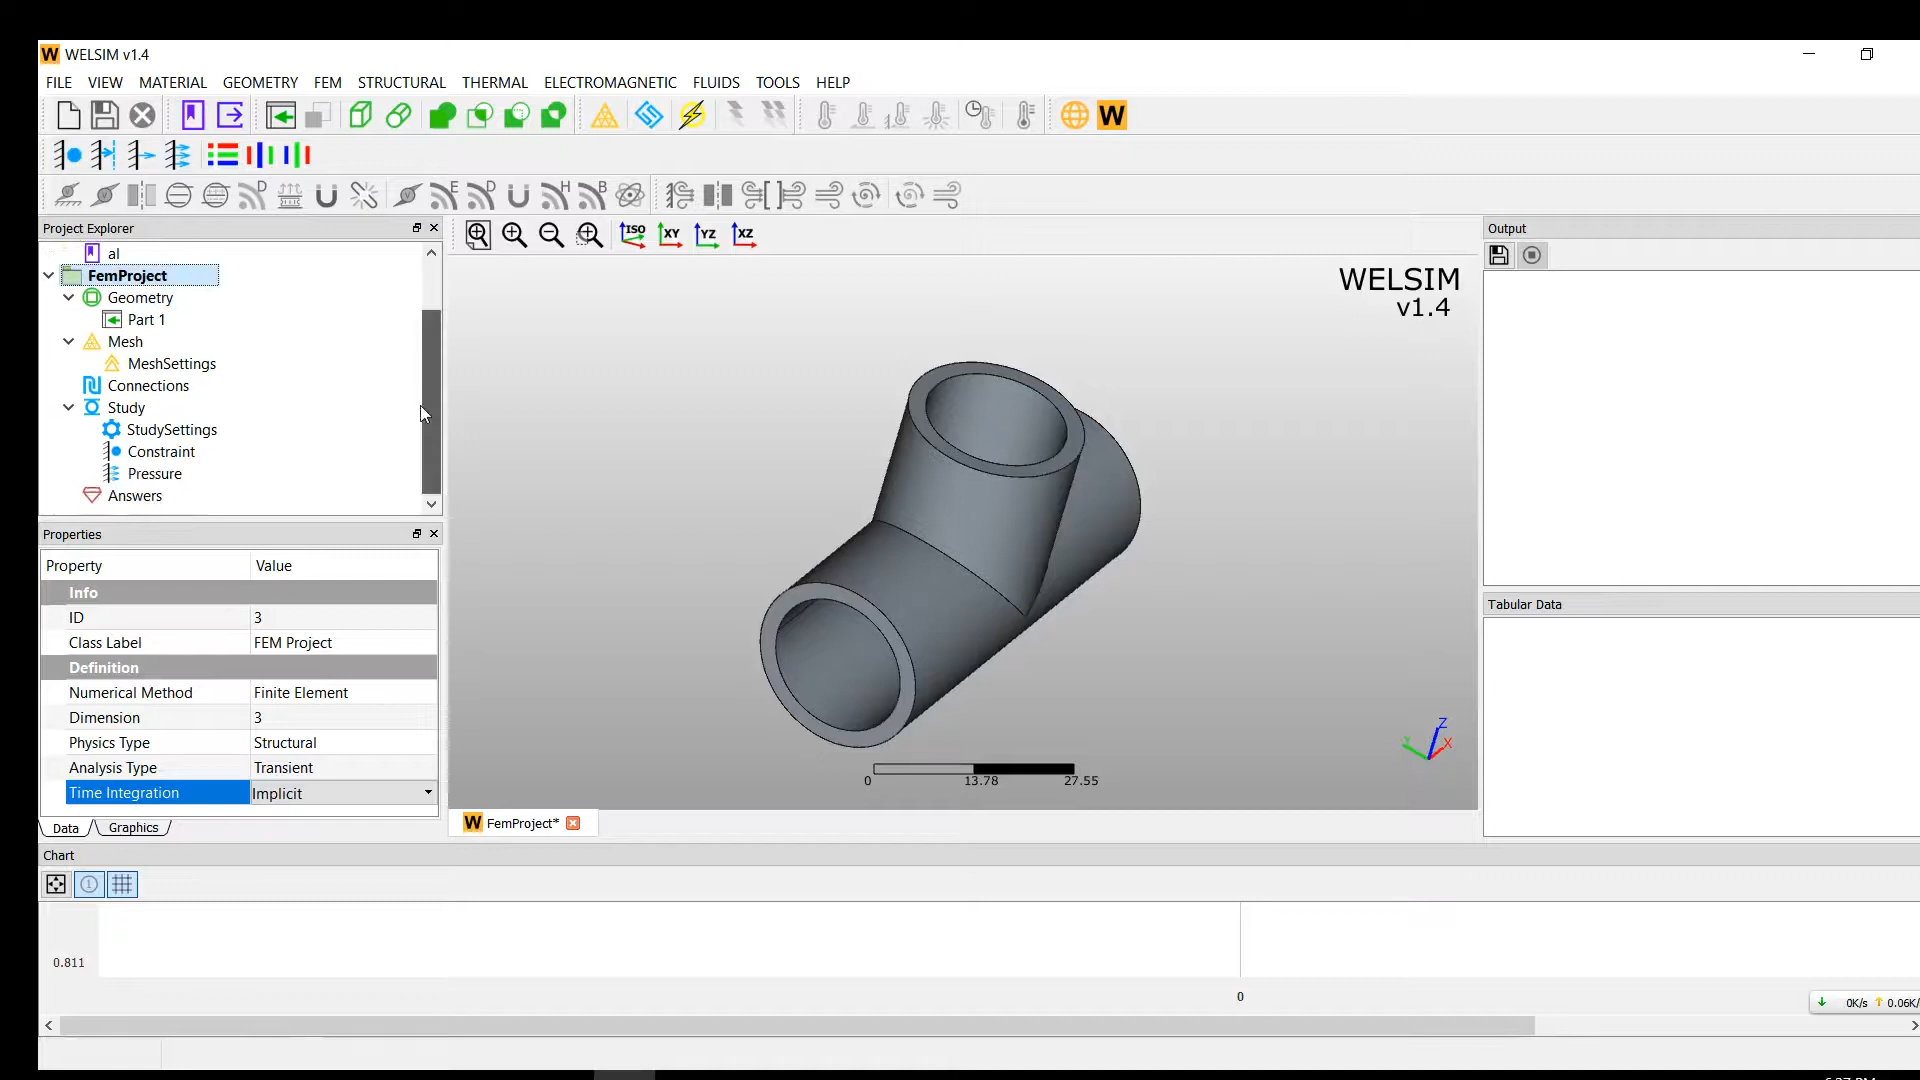 WELSIM v1.4
FILE VIEW MATERIAL GEOMETRY FEM STRUCTURAL THERMAL ELECTROMAGNETIC FLUIDS TOOLS HELP
W
D E D H B
Project Explorer
al
FemProject
Geometry
Part 1
Mesh
MeshSettings
Connections
Study
StudySettings
Constraint
Pressure
Answers
Properties
Property Value
Info
ID 3
Class Label FEM Project
Definition
Numerical Method Finite Element
Dimension 3
Physics Type Structural
Analysis Type Transient
Time Integration Implicit
Data Graphics
ISO XY YZ XZ
WELSIM
v1.4
Z
Y X
0 13.78 27.55
W FemProject*
Output
Tabular Data
Chart
0.811
0
0K/s 0.06K/